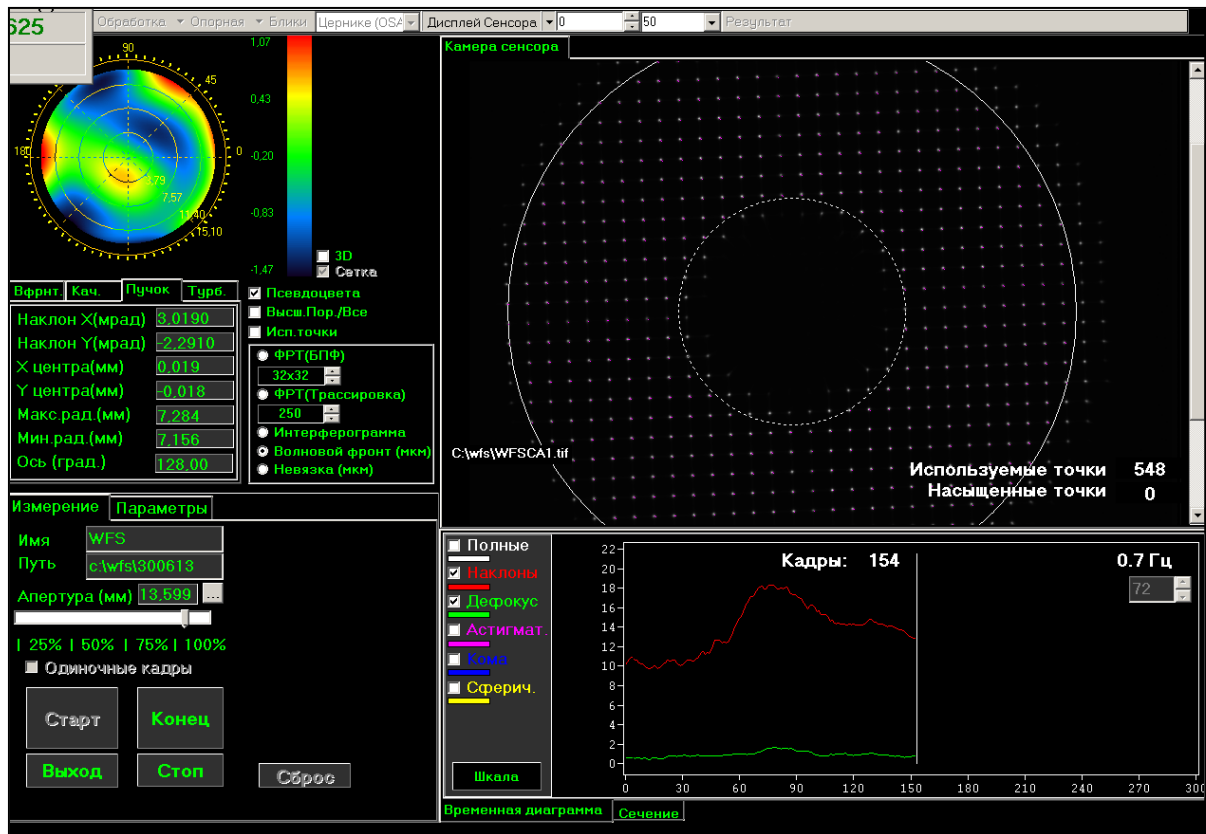 625
Обработка Опорная Блики Цернике (OSA Дисплей Сенсора 0 50 Результат
Камера сенсора
90
45
0
180
3,79
7,57
11,40
15,10
1,07
0,43
-0,20
-0,83
-1,47
3D
Сетка
Вфрнт. Кач. Пучок Турб.
Наклон X(мрад) 3,0190
Наклон Y(мрад) -2,2910
X центра(мм) 0,019
Y центра(мм) -0,018
Макс.рад.(мм) 7,284
Мин.рад.(мм) 7,156
Ось (град.) 128,00
Псевдоцвета
Высш.Пор./Все
Исп.точки
ФРТ(БПФ)
32x32
ФРТ(Трассировка)
250
Интерферограмма
Волновой фронт (мкм)
Невязка (мкм)
C:\wfs\WFSCA1.tif
Используемые точки 548
Насыщенные точки 0
Измерение Параметры
Имя WFS
Путь c:\wfs\300613
Апертура (мм) 13,599 ...
| 25% | 50% | 75% | 100%
Одиночные кадры
Старт Конец
Выход Стоп Сброс
Полные
Наклоны
Дефокус
Астигмат.
Кома
Сферич.
Шкала
Кадры: 154 0.7 Гц
72
22
20
18
16
14
12
10
8
6
4
2
0
0 30 60 90 120 150 180 210 240 270 300
Временная диаграмма Сечение